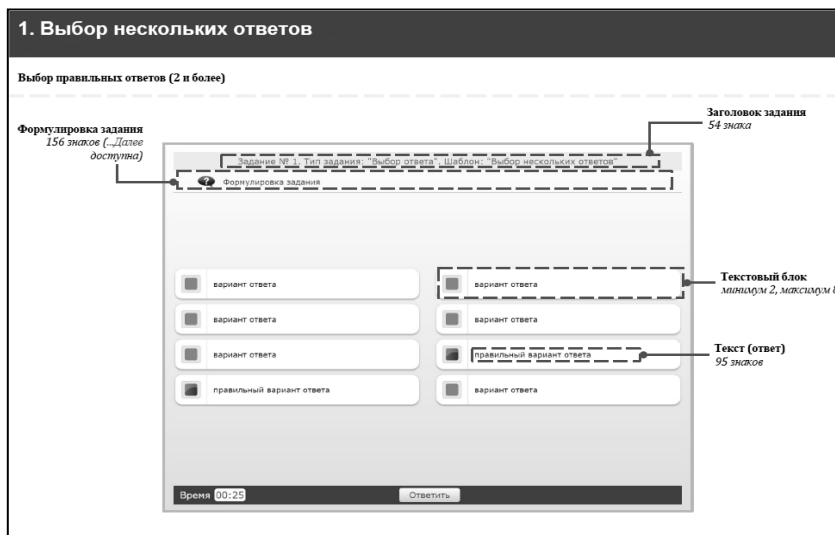 1. Выбор нескольких ответов
Выбор правильных ответов (2 и более)
Заголовок задания
54 знака
Формулировка задания
156 знаков (...Далее
доступна)
Задание № 1. Тип задания: "Выбор ответа". Шаблон: "Выбор нескольких ответов"
? Формулировка задания
вариант ответа
вариант ответа
Текстовый блок
минимум 2, максимум
вариант ответа
вариант ответа
вариант ответа
правильный вариант ответа
Текст (ответ)
95 знаков
правильный вариант ответа
вариант ответа
Время 00:25
Ответить